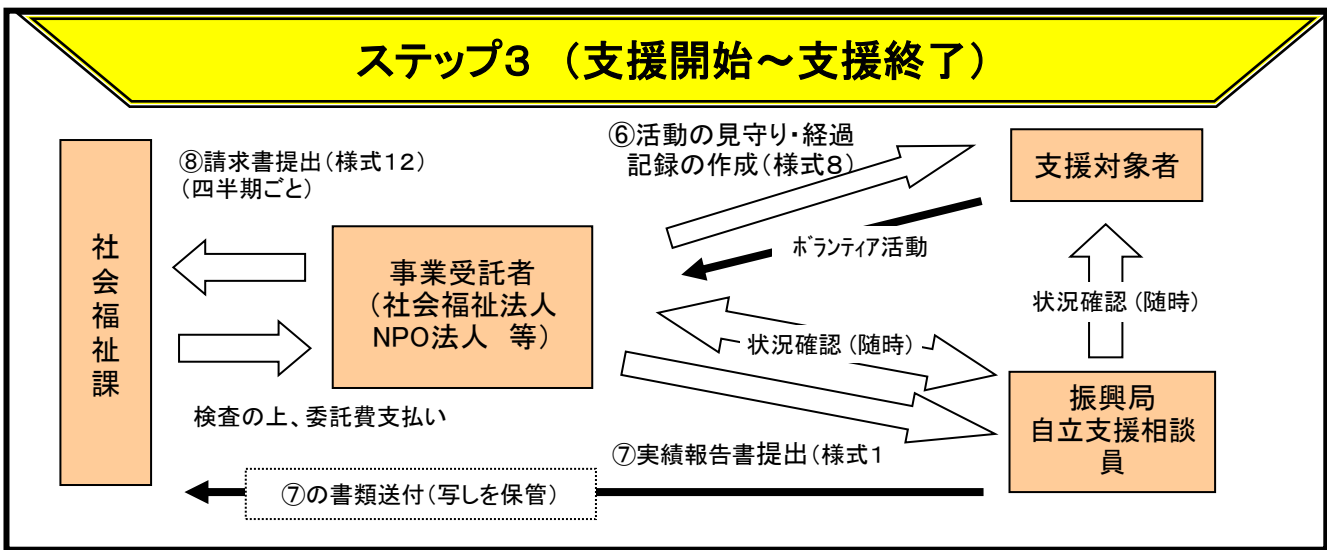 ステップ3 (支援開始～支援終了)
社会福祉課
⑧請求書提出(様式12)
(四半期ごと)
⑥活動の見守り・経過
記録の作成(様式8)
支援対象者
ボランティア活動
事業受託者
(社会福祉法人
NPO法人 等)
状況確認(随時)
状況確認(随時)
検査の上、委託費支払い
振興局
自立支援相談
員
⑦実績報告書提出(様式1
⑦の書類送付(写しを保管)